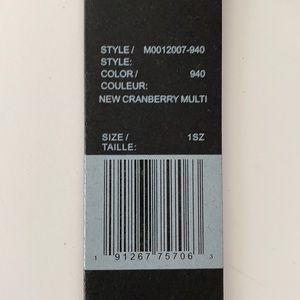 STYLE / M0012007-940
STYLE:
COLOR / 940
COULEUR:
NEW CRANBERRY MULTI
SIZE / 1SZ
TAILLE:
1 91267 75706 3